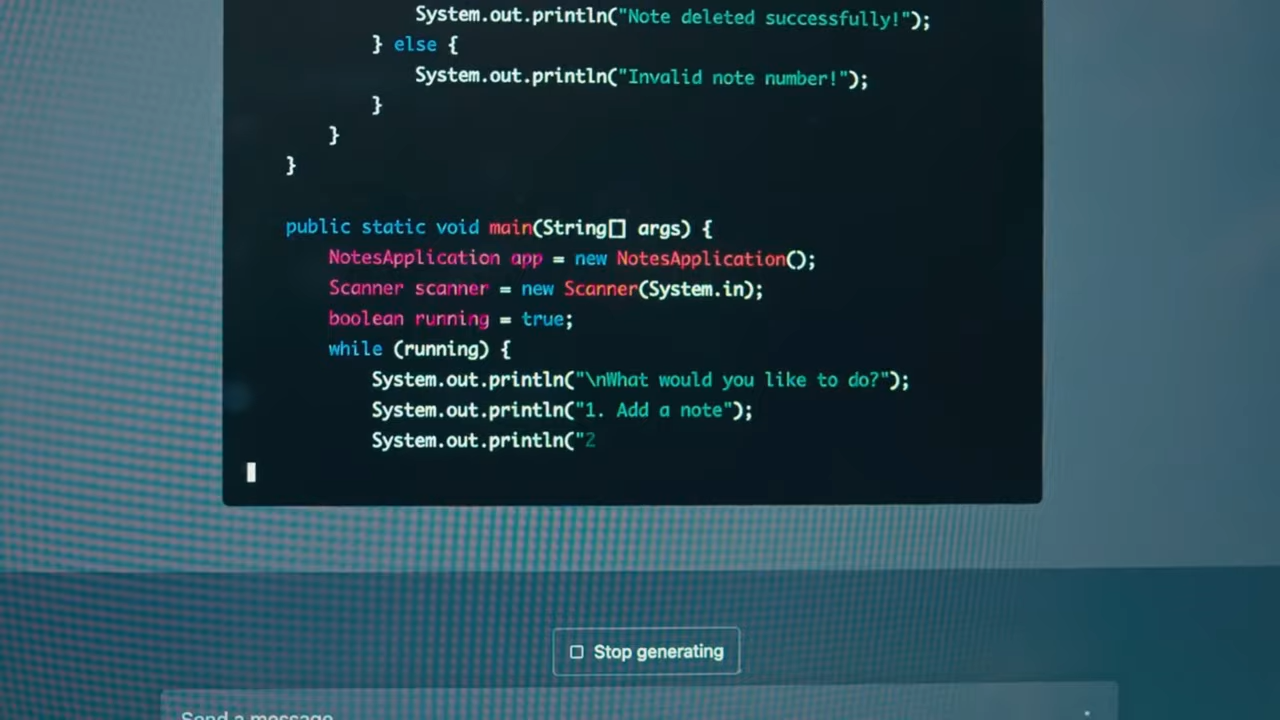 System.out.println("Note deleted successfully!");
} else {
System.out.println("Invalid note number!");
}
}
}
public static void main(String[] args) {
NotesApplication app = new NotesApplication();
Scanner scanner = new Scanner(System.in);
boolean running = true;
while (running) {
System.out.println("\nWhat would you like to do?");
System.out.println("1. Add a note");
System.out.println("2
Stop generating
Send a message